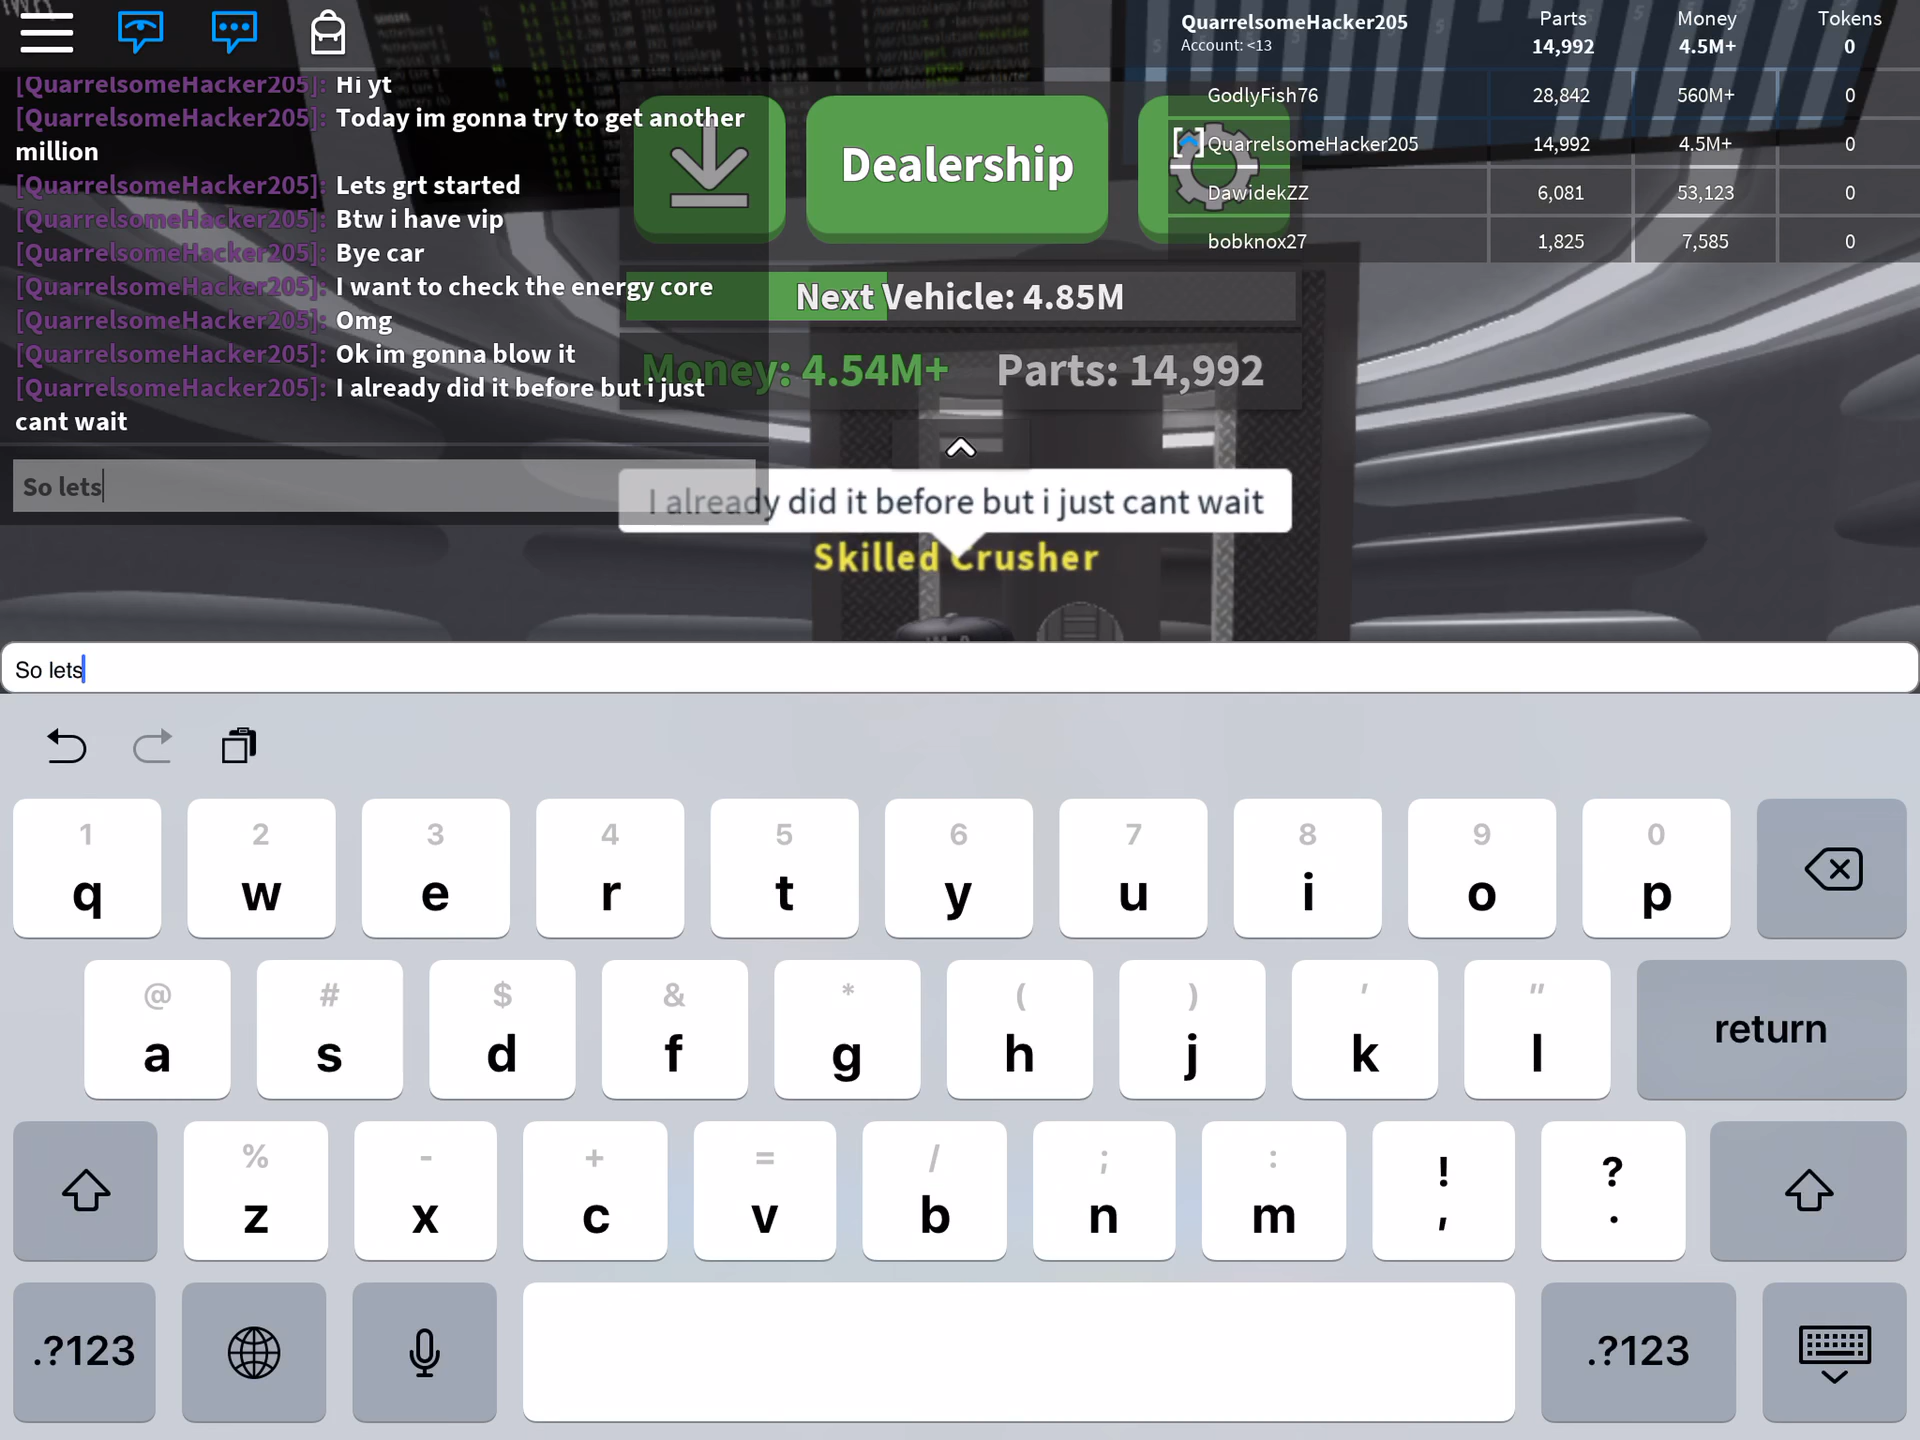 QuarrelsomeHacker205 Parts Money Tokens
Account: <13 14,992 4.5M+ 0
GodlyFish76 28,842 560M+ 0
QuarrelsomeHacker205 14,992 4.5M+ 0
DawidekZZ 6,081 53,123 0
bobknox27 1,825 7,585 0
[QuarrelsomeHacker205]: Hi yt
[QuarrelsomeHacker205]: Today im gonna try to get another
million
[QuarrelsomeHacker205]: Lets grt started
[QuarrelsomeHacker205]: Btw i have vip
[QuarrelsomeHacker205]: Bye car
[QuarrelsomeHacker205]: I want to check the energy core
[QuarrelsomeHacker205]: Omg
[QuarrelsomeHacker205]: Ok im gonna blow it
[QuarrelsomeHacker205]: I already did it before but i just
cant wait
So lets
Dealership
Next Vehicle: 4.85M
Money: 4.54M+ Parts: 14,992
I already did it before but i just cant wait
Skilled Crusher
So lets
1 2 3 4 5 6 7 8 9 0
q w e r t y u i o p
@ # $ & * ( ) ' "
a s d f g h j k l return
% - + = / ; : ! ?
z x c v b n m , .
.?123 .?123